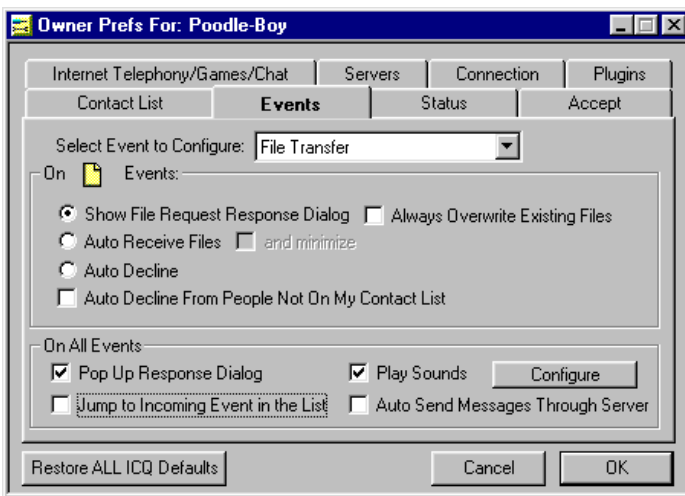 Owner Prefs For: Poodle-Boy
Internet Telephony/Games/Chat Servers Connection Plugins
Contact List Events Status Accept
Select Event to Configure: File Transfer
On Events:
Show File Request Response Dialog Always Overwrite Existing Files
Auto Receive Files and minimize
Auto Decline
Auto Decline From People Not On My Contact List
On All Events
Pop Up Response Dialog Play Sounds Configure
Jump to Incoming Event in the List Auto Send Messages Through Server
Restore ALL ICQ Defaults Cancel OK